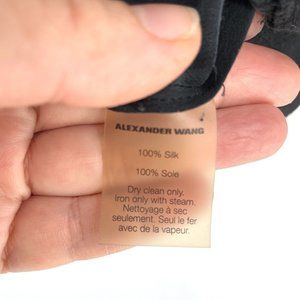 ALEXANDER WANG
100% Silk
100% Soie
Dry clean only.
Iron only with steam.
Nettoyage à sec
seulement. Seul le fer
avec de la vapeur.